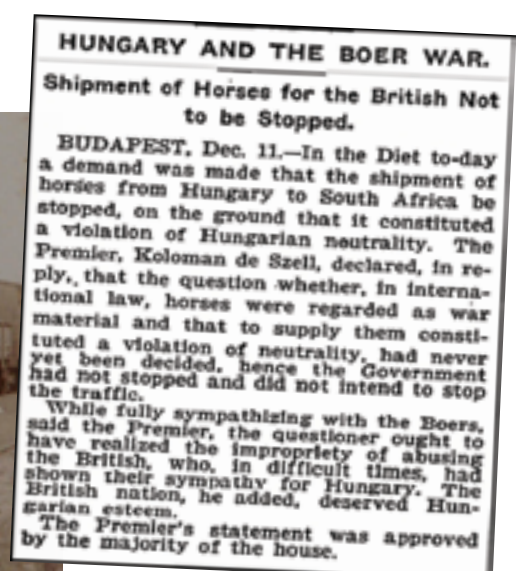 HUNGARY AND THE BOER WAR.
Shipment of Horses for the British Not
to be Stopped.
BUDAPEST, Dec. 11.—In the Diet to-day
a demand was made that the shipment of
horses from Hungary to South Africa be
stopped, on the ground that it constituted
a violation of Hungarian neutrality. The
Premier, Koloman de Szell, declared, in re-
ply, that the question whether, in interna-
tional law, horses were regarded as war
material and that to supply them consti-
tuted a violation of neutrality, had never
yet been decided, hence the Government
had not stopped and did not intend to stop
the traffic.
While fully sympathizing with the Boers,
said the Premier, the questioner ought to
have realized the impropriety of abusing
the British, who, in difficult times, had
shown their sympathy for Hungary. The
British nation, he added, deserved Hun-
garian esteem.
The Premier's statement was approved
by the majority of the house.